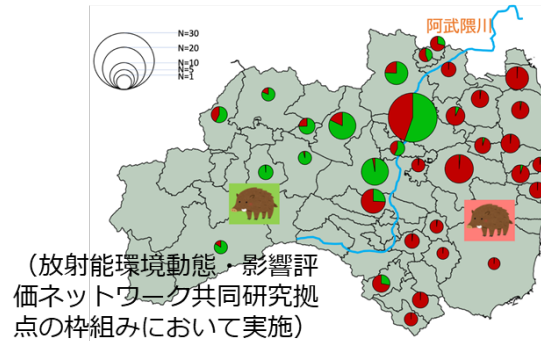 阿武隈川
N=30
N=20
N=10
N=5
N=1
（放射能環境動態・影響評
価ネットワーク共同研究拠
点の枠組みにおいて実施）